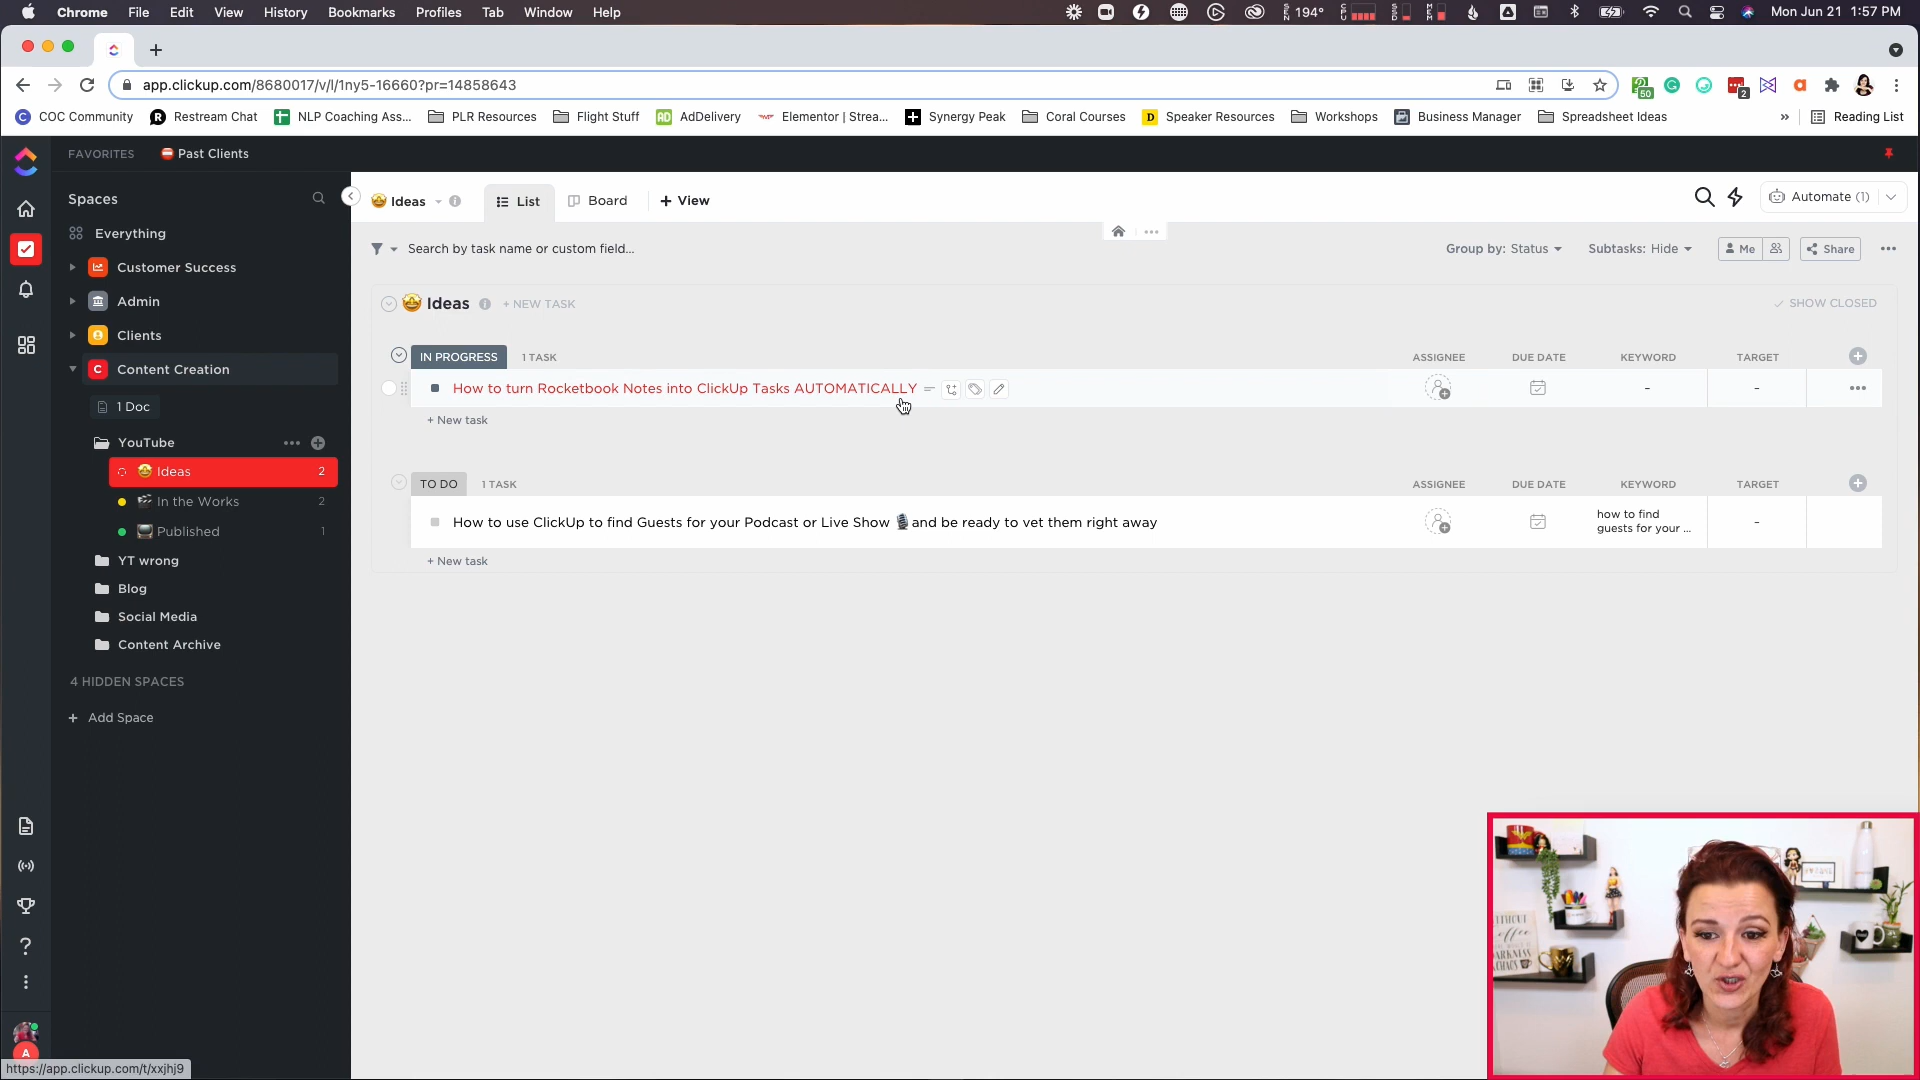 Chrome File Edit View History Bookmarks Profiles Tab Window Help
194° Mon Jun 21 1:57 PM
app.clickup.com/8680017/v/l/1ny5-16660?pr=14858643
50 2
COC Community Restream Chat NLP Coaching Ass... PLR Resources Flight Stuff AdDelivery Elementor | Strea... Synergy Peak Coral Courses Speaker Resources Workshops Business Manager Spreadsheet Ideas » Reading List
FAVORITES Past Clients
Spaces
Everything
Customer Success
Admin
Clients
C Content Creation
1 Doc
YouTube
Ideas 2
In the Works 2
Published 1
YT wrong
Blog
Social Media
Content Archive
4 HIDDEN SPACES
+ Add Space
A
https://app.clickup.com/t/xxjhj9
Ideas List Board + View Automate (1)
Search by task name or custom field... Group by: Status Subtasks: Hide Me Share
Ideas + NEW TASK SHOW CLOSED
IN PROGRESS 1 TASK ASSIGNEE DUE DATE KEYWORD TARGET
How to turn Rocketbook Notes into ClickUp Tasks AUTOMATICALLY - -
+ New task
TO DO 1 TASK ASSIGNEE DUE DATE KEYWORD TARGET
How to use ClickUp to find Guests for your Podcast or Live Show and be ready to vet them right away how to find guests for your ... -
+ New task
WITHOUT
Coffee
DARKNESS
& CHAOS